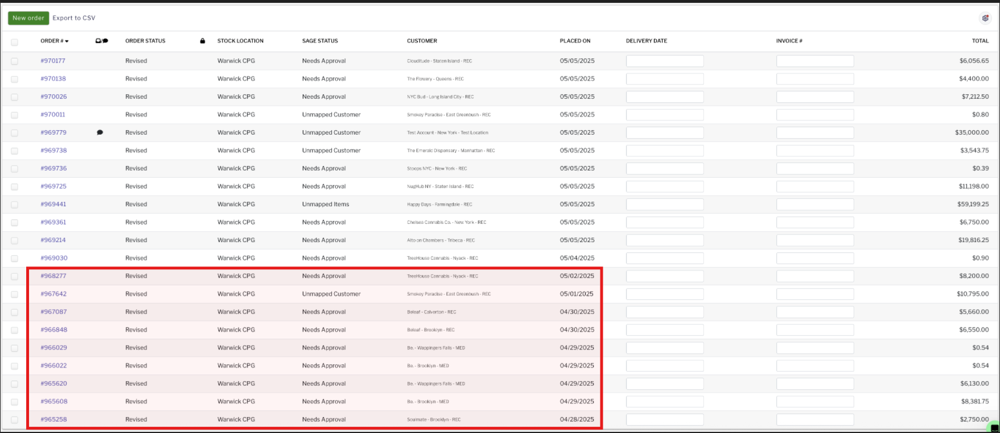 New order Export to CSV
ORDER # ORDER STATUS STOCK LOCATION SAGE STATUS CUSTOMER PLACED ON DELIVERY DATE INVOICE # TOTAL
#970177 Revised Warwick CPG Needs Approval Clouditude - Staten Island - REC 05/05/2025 $6,056.65
#970138 Revised Warwick CPG Needs Approval The Flowery - Queens - REC 05/05/2025 $4,400.00
#970026 Revised Warwick CPG Needs Approval NYC Bud - Long Island City - REC 05/05/2025 $7,212.50
#970011 Revised Warwick CPG Unmapped Customer Smokey Paradise - East Greenbush - REC 05/05/2025 $0.80
#969779 Revised Warwick CPG Unmapped Customer Test Account - New York - Test Location 05/05/2025 $35,000.00
#969738 Revised Warwick CPG Unmapped Customer The Emerald Dispensary - Manhattan - REC 05/05/2025 $3,543.75
#969736 Revised Warwick CPG Needs Approval Stoops NYC - New York - REC 05/05/2025 $0.39
#969725 Revised Warwick CPG Needs Approval NugHub NY - Staten Island - REC 05/05/2025 $11,198.00
#969441 Revised Warwick CPG Unmapped Items Happy Days - Farmingdale - REC 05/05/2025 $59,199.25
#969361 Revised Warwick CPG Needs Approval Chelsea Cannabis Co. - New York - REC 05/05/2025 $6,750.00
#969214 Revised Warwick CPG Needs Approval Alto on Chambers - Tribeca - REC 05/05/2025 $19,816.25
#969030 Revised Warwick CPG Needs Approval TreeHouse Cannabis - Nyack - REC 05/04/2025 $0.90
#968277 Revised Warwick CPG Needs Approval TreeHouse Cannabis - Nyack - REC 05/02/2025 $8,200.00
#967642 Revised Warwick CPG Unmapped Customer Smokey Paradise - East Greenbush - REC 05/01/2025 $10,795.00
#967087 Revised Warwick CPG Needs Approval Beleaf - Calverton - REC 04/30/2025 $5,660.00
#966848 Revised Warwick CPG Needs Approval Beleaf - Brooklyn - REC 04/30/2025 $6,550.00
#966029 Revised Warwick CPG Needs Approval Be. - Wappingers Falls - MED 04/29/2025 $0.54
#966022 Revised Warwick CPG Needs Approval Be. - Brooklyn - MED 04/29/2025 $0.54
#965620 Revised Warwick CPG Needs Approval Be. - Wappingers Falls - MED 04/29/2025 $6,130.00
#965608 Revised Warwick CPG Needs Approval Be. - Brooklyn - MED 04/29/2025 $8,381.75
#965258 Revised Warwick CPG Needs Approval Soulmate - Brooklyn - REC 04/28/2025 $2,750.00